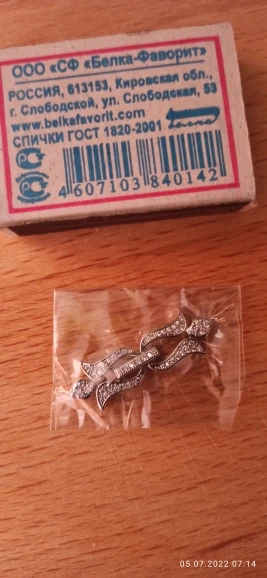 ООО «СФ «Белка-Фаворит»
РОССИЯ, 613153, Кировская обл.,
г. Слободской, ул. Слободская, 53
www.belkafavorit.com
СПИЧКИ ГОСТ 1820-2001
4 607103 840142
05.07.2022 07:14